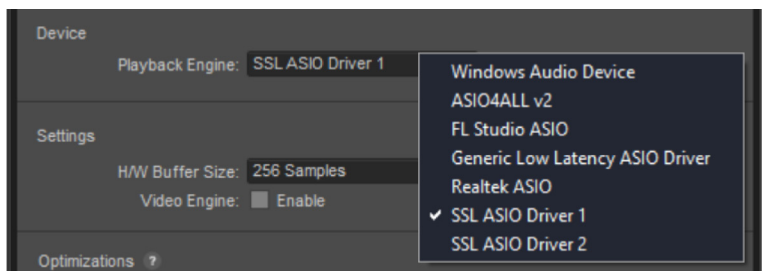 Device
Playback Engine: SSL ASIO Driver 1
Windows Audio Device
ASIO4ALL v2
FL Studio ASIO
Generic Low Latency ASIO Driver
Realtek ASIO
✓ SSL ASIO Driver 1
SSL ASIO Driver 2
Settings
H/W Buffer Size: 256 Samples
Video Engine: Enable
Optimizations ?